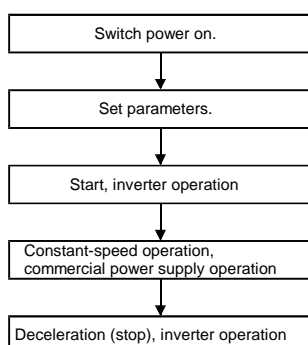 Switch power on.
Set parameters.
Start, inverter operation
Constant-speed operation,
commercial power supply operation
Deceleration (stop), inverter operation